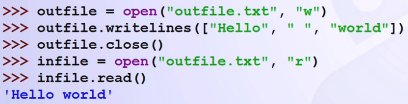 >>> outfile = open("outfile.txt", "w")
>>> outfile.writelines(["Hello", " ", "world"])
>>> outfile.close()
>>> infile = open("outfile.txt", "r")
>>> infile.read()
'Hello world'